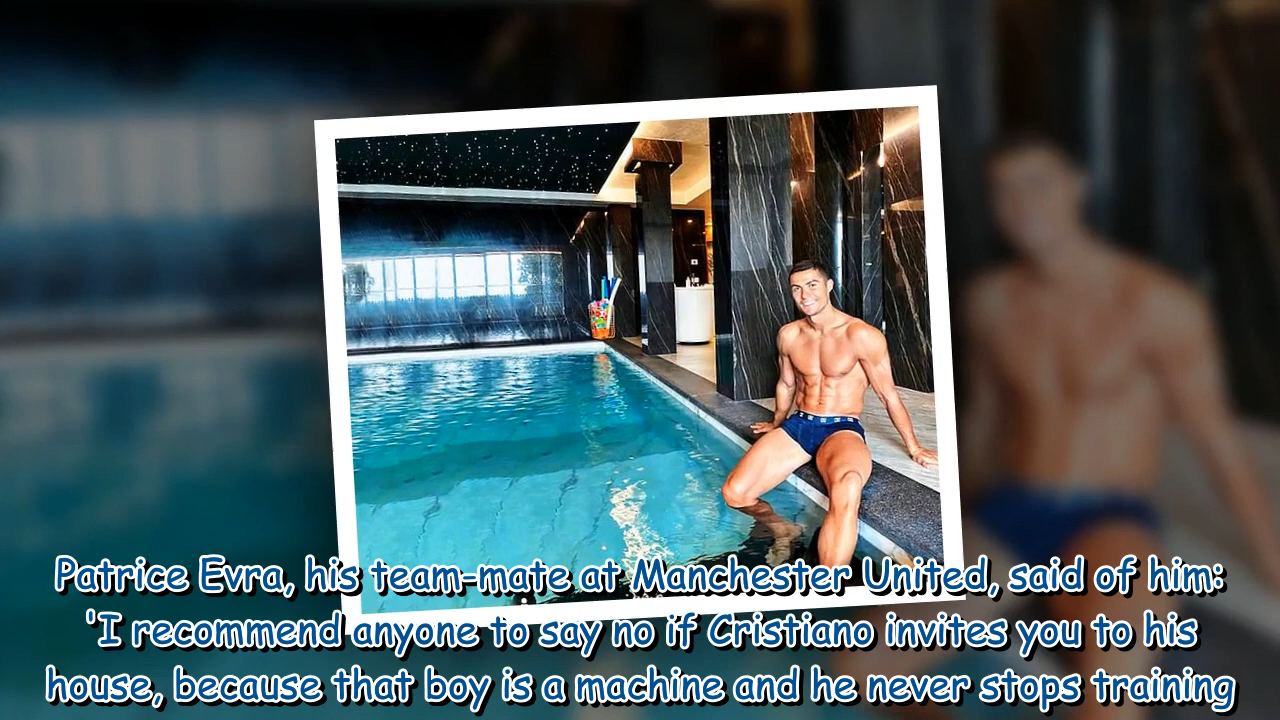 Patrice Evra, his team-mate at Manchester United, said of him:
'I recommend anyone to say no if Cristiano invites you to his
house, because that boy is a machine and he never stops training